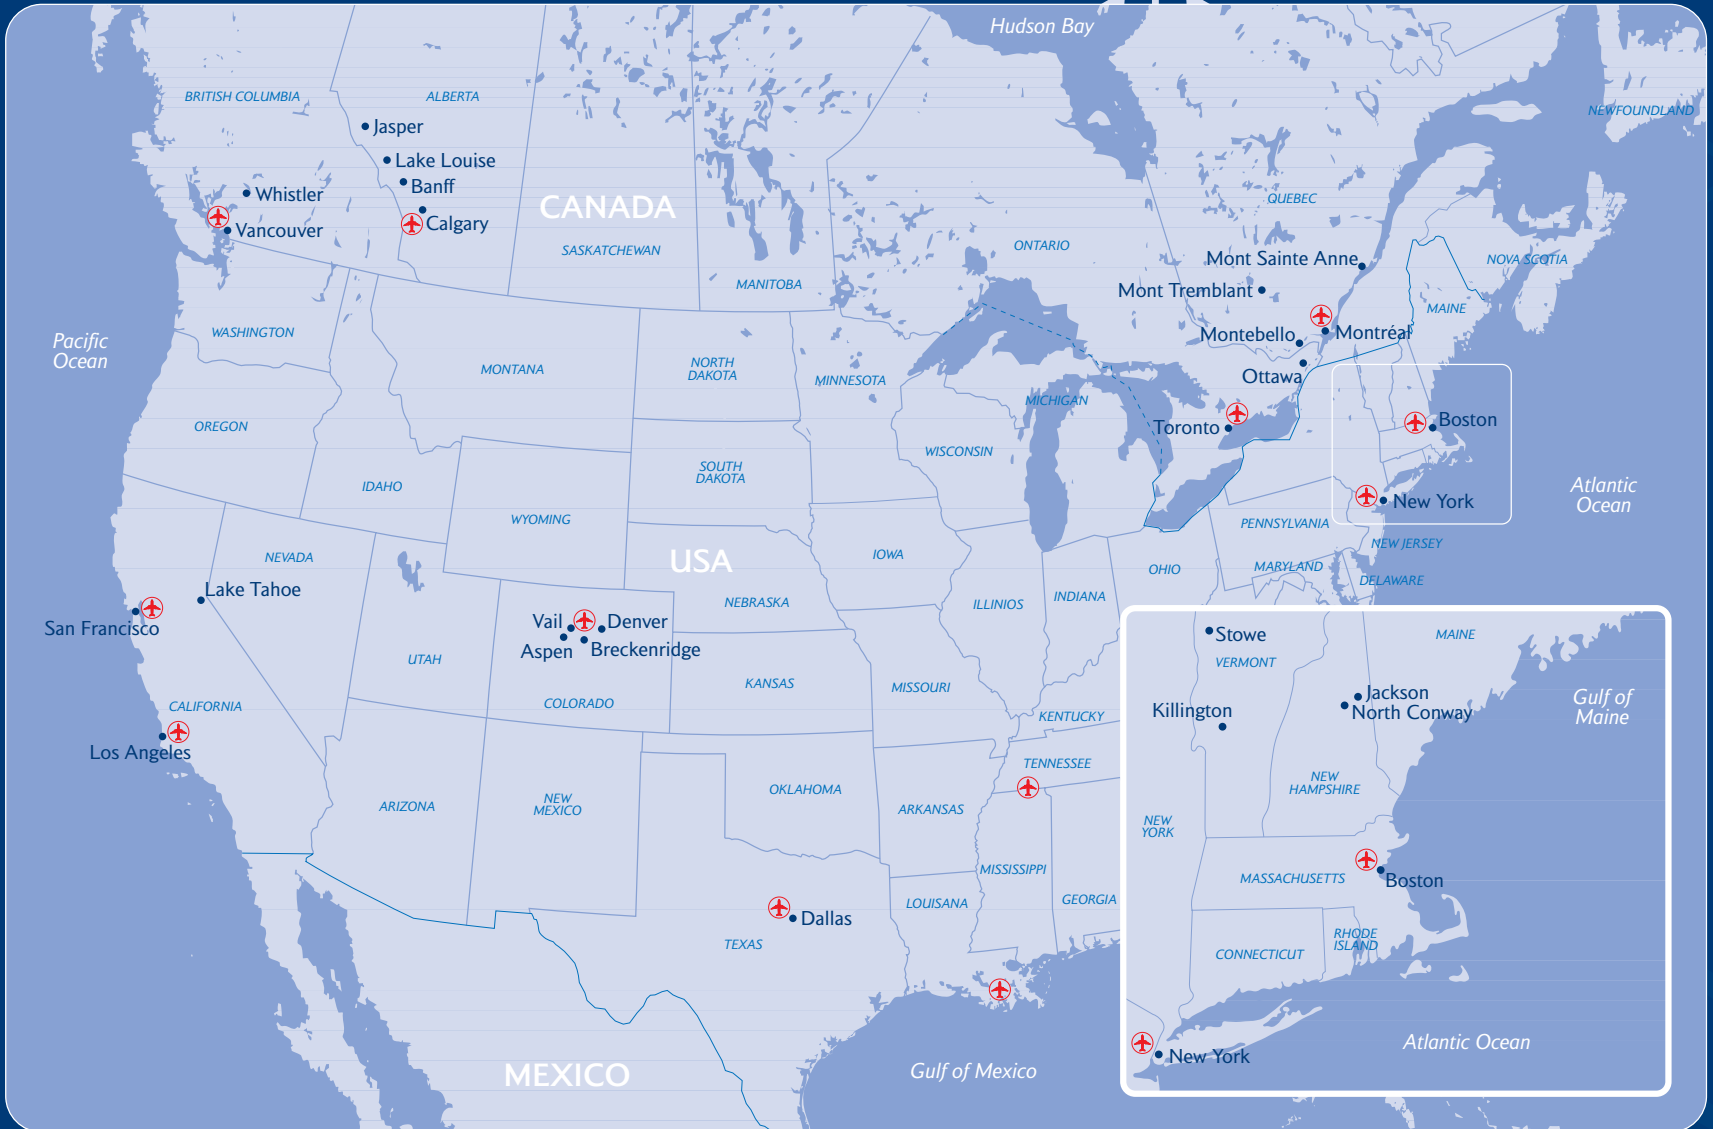 Hudson Bay
BRITISH COLUMBIA
ALBERTA
NEWFOUNDLAND
Jasper
Lake Louise
Banff
Whistler
Calgary
Vancouver
CANADA
SASKATCHEWAN
MANITOBA
ONTARIO
QUEBEC
Mont Sainte Anne
NOVA SCOTIA
Mont Tremblant
MAINE
Montebello
Montréal
Ottawa
Pacific
Ocean
WASHINGTON
MONTANA
NORTH
DAKOTA
MINNESOTA
MICHIGAN
Toronto
Boston
OREGON
WISCONSIN
SOUTH
DAKOTA
IDAHO
WYOMING
New York
Atlantic
Ocean
PENNSYLVANIA
NEW JERSEY
NEVADA
USA
IOWA
OHIO
MARYLAND
DELAWARE
Lake Tahoe
NEBRASKA
ILLINIOS
INDIANA
San Francisco
Vail
Denver
Aspen
Breckenridge
UTAH
COLORADO
KANSAS
MISSOURI
CALIFORNIA
KENTUCKY
Los Angeles
TENNESSEE
ARIZONA
NEW
MEXICO
OKLAHOMA
ARKANSAS
MISSISSIPPI
LOUISANA
GEORGIA
Dallas
TEXAS
MEXICO
Gulf of Mexico
Stowe
VERMONT
MAINE
Jackson
North Conway
Killington
Gulf of
Maine
NEW
HAMPSHIRE
NEW
YORK
MASSACHUSETTS
Boston
RHODE
ISLAND
CONNECTICUT
Atlantic Ocean
New York